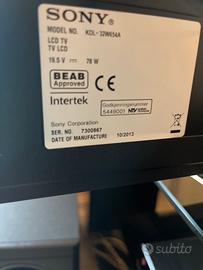 SONY
MODEL NO. KDL-32W654A
LCD TV
TV LCD
19.5 V 78 W
BEAB
Approved
CE
Intertek
Godkjenningsnummer
5449001
Sony Corporation
SER. NO. 7300867
DATE OF MANUFACTURE 10/2013
subito